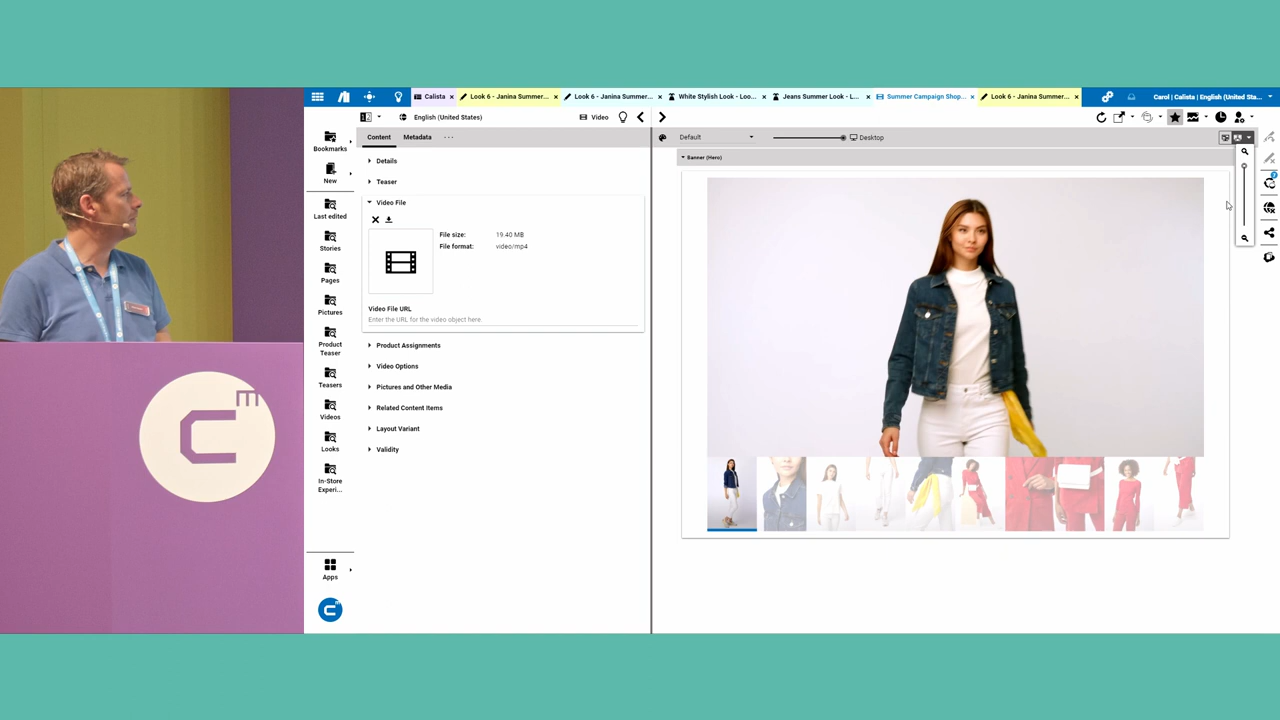 Calista
Look 6 - Janina Summer...
Look 6 - Janina Summer...
White Stylish Look - Loo...
Jeans Summer Look - L...
Summer Campaign Shop...
Look 6 - Janina Summer...
Carol | Calista | English (United Sta...
English (United States)
Video
Bookmarks
New
Last edited
Stories
Pages
Pictures
Product
Teaser
Teasers
Videos
Looks
In-Store
Experi...
Apps
Content
Metadata
Details
Teaser
Video File
File size:
19.40 MB
File format:
video/mp4
Video File URL
Enter the URL for the video object here.
Product Assignments
Video Options
Pictures and Other Media
Related Content Items
Layout Variant
Validity
Default
Desktop
Banner (Hero)
C m